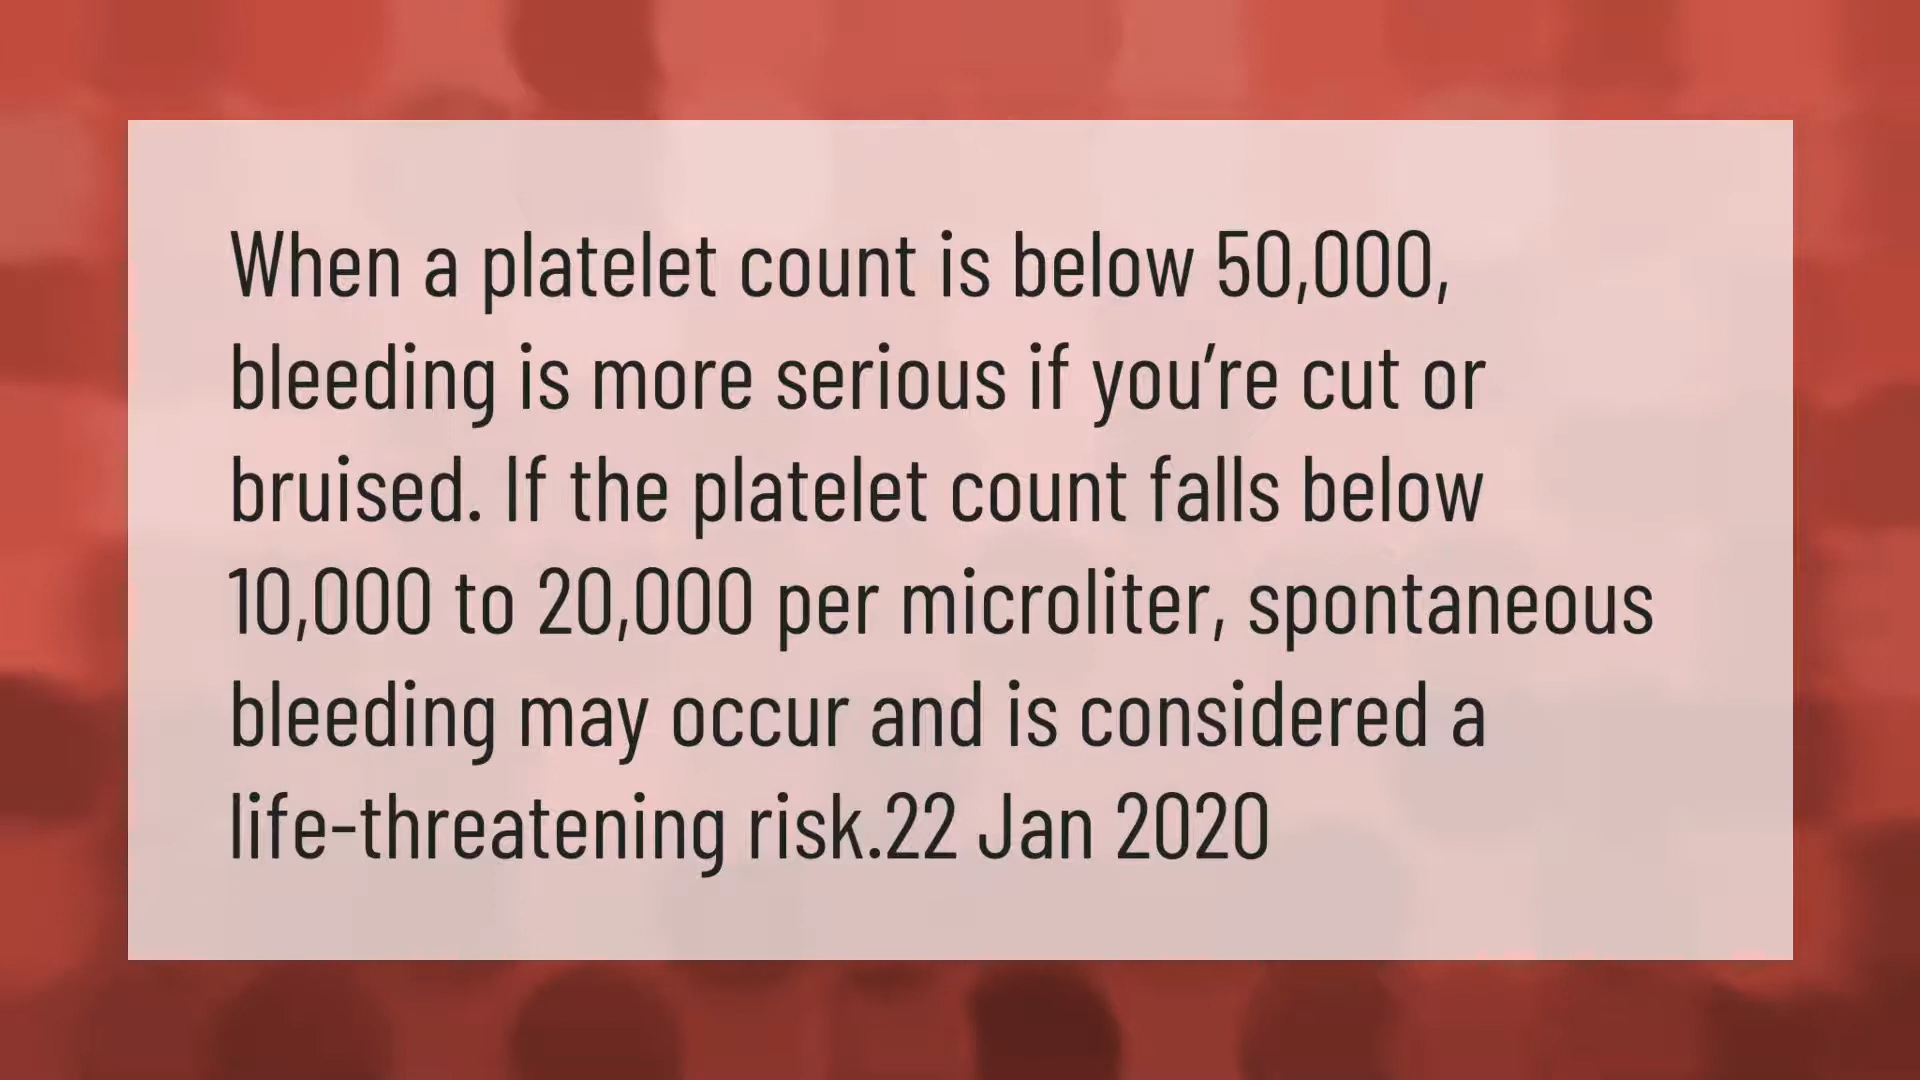 When a platelet count is below 50,000,
bleeding is more serious if you’re cut or
bruised. If the platelet count falls below
10,000 to 20,000 per microliter, spontaneous
bleeding may occur and is considered a
life-threatening risk.22 Jan 2020